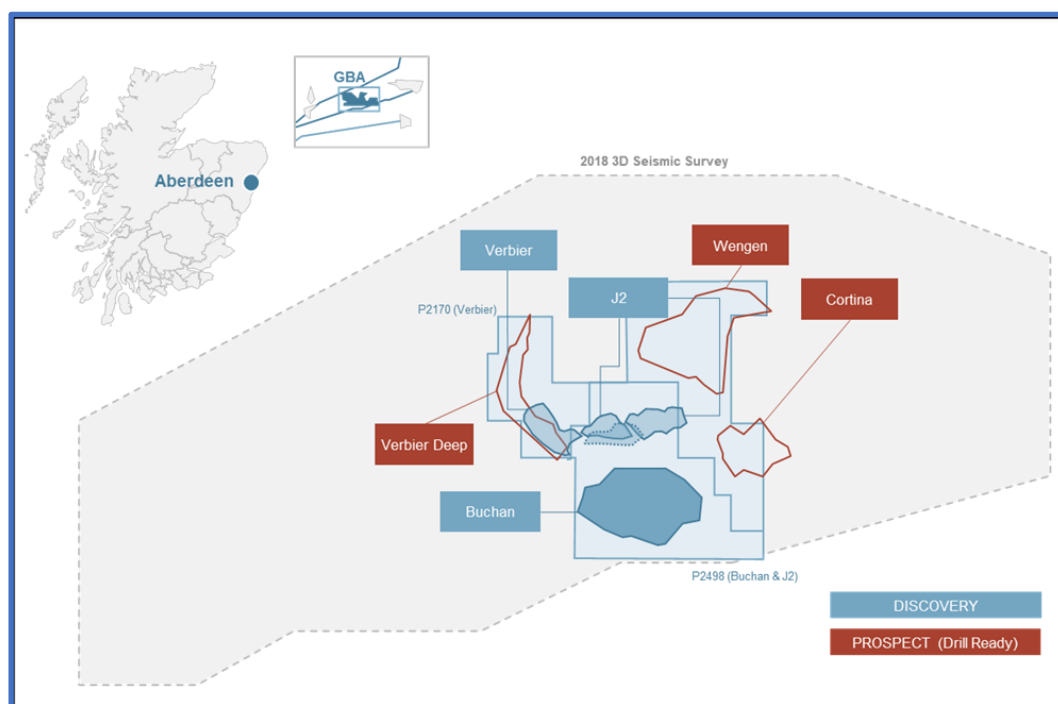 GBA
Aberdeen
2018 3D Seismic Survey
Verbier
Wengen
J2
Cortina
P2170 (Verbier)
Verbier Deep
Buchan
P2498 (Buchan & J2)
DISCOVERY
PROSPECT (Drill Ready)